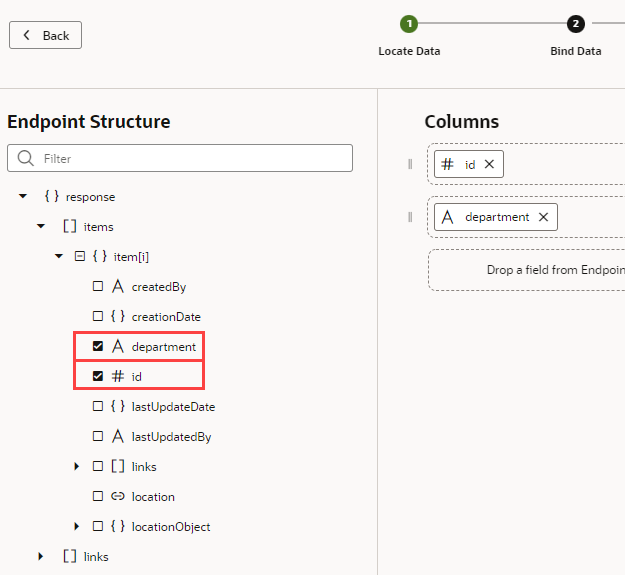 Back
1
2
Locate Data
Bind Data
Endpoint Structure
Filter
{ } response
[ ] items
{ } item[i]
A createdBy
{ } creationDate
A department
# id
{ } lastUpdateDate
A lastUpdatedBy
[ ] links
location
{ } locationObject
[ ] links
Columns
# id
A department
Drop a field from Endpoin